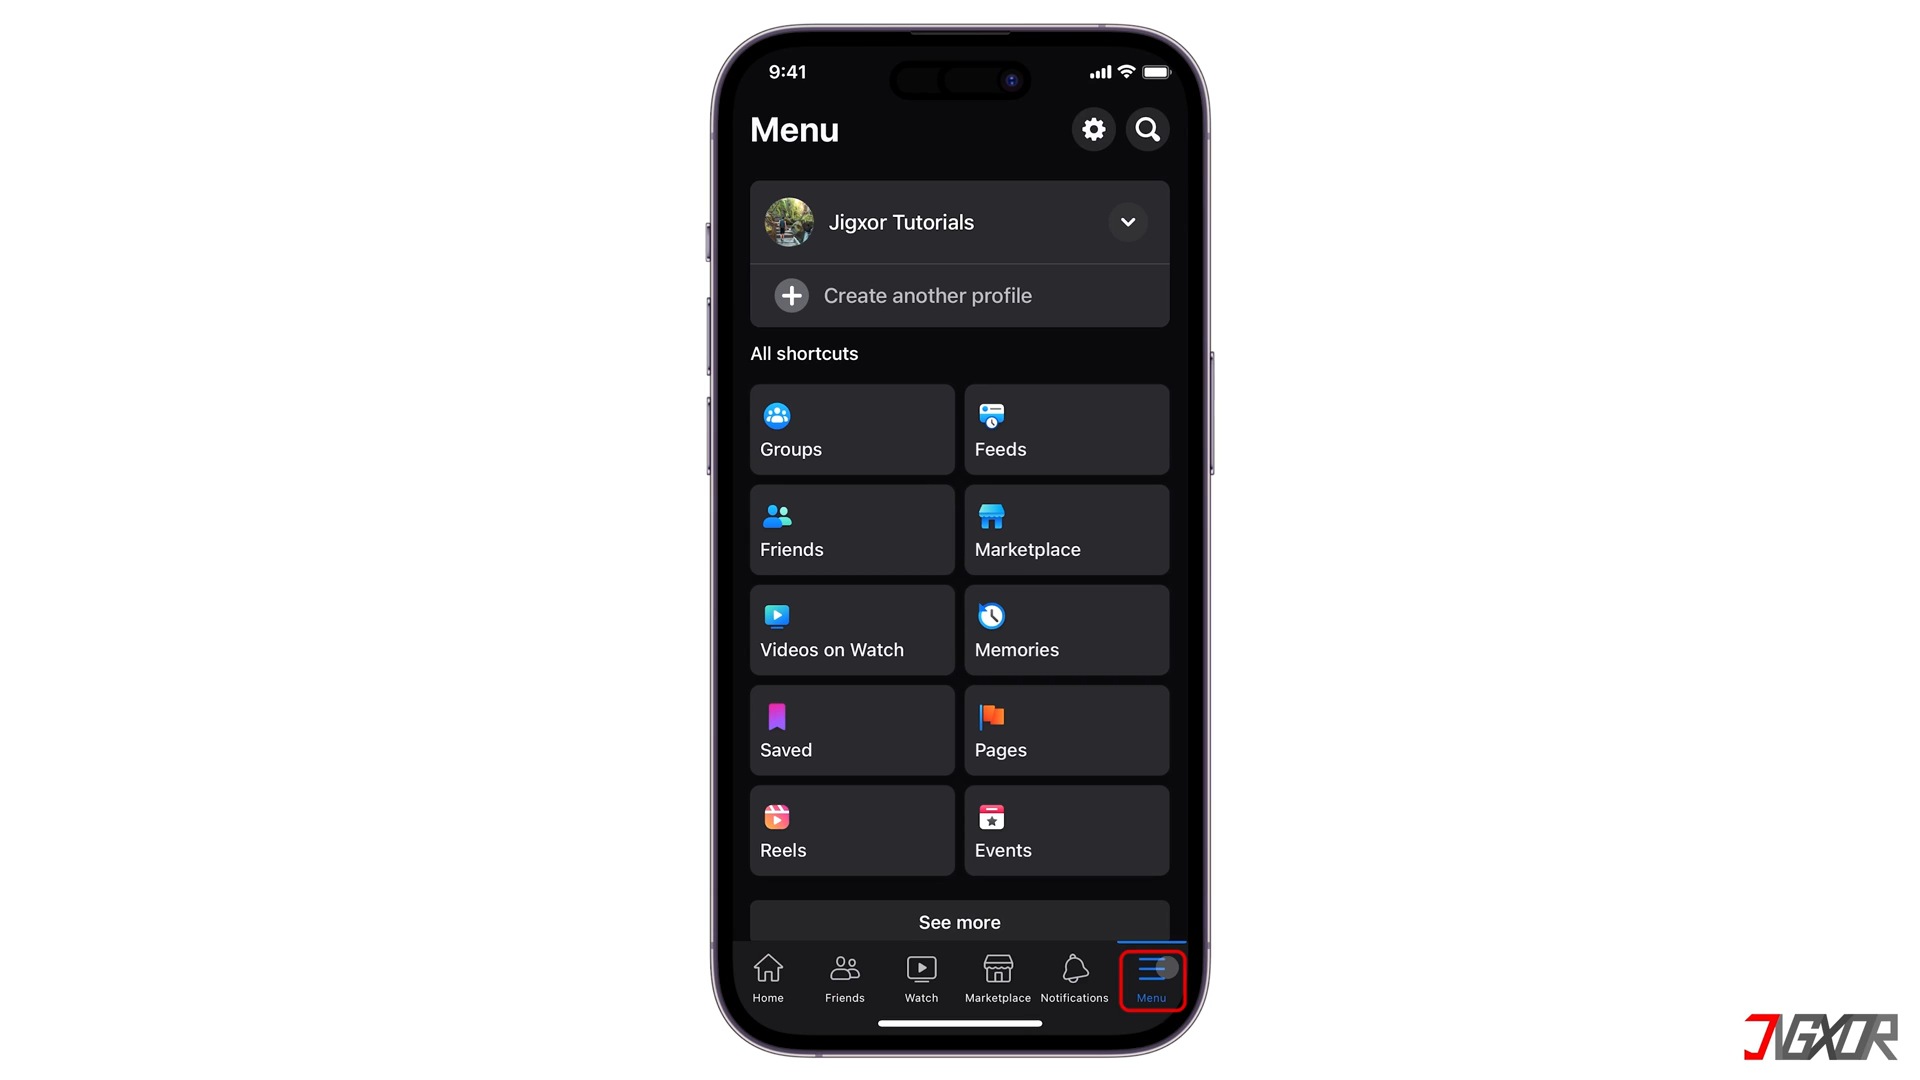 9:41
Menu
Jigxor Tutorials
Create another profile
All shortcuts
Groups
Feeds
Friends
Marketplace
Videos on Watch
Memories
Saved
Pages
Reels
Events
See more
Home
Friends
Watch
Marketplace
Notifications
Menu
JIGXOR